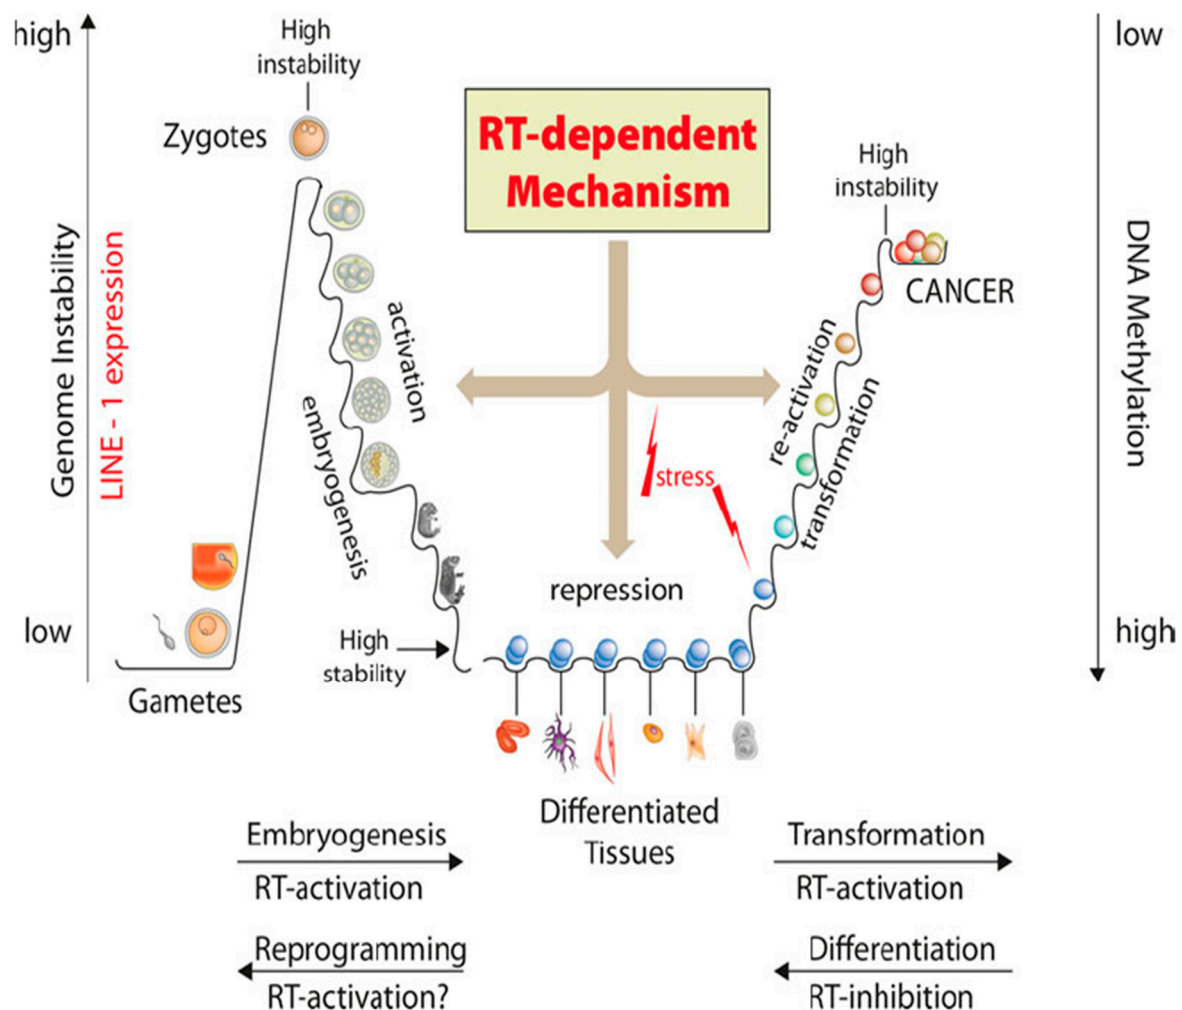 high
High
instability
low
Zygotes
RT-dependent
Mechanism
High
instability
Genome Instability
LINE - 1 expression
activation
embryogenesis
CANCER
re-activation
transformation
DNA Methylation
stress
repression
low
High
stability
high
Gametes
Differentiated
Tissues
Embryogenesis
RT-activation
Transformation
RT-activation
Reprogramming
RT-activation?
Differentiation
RT-inhibition